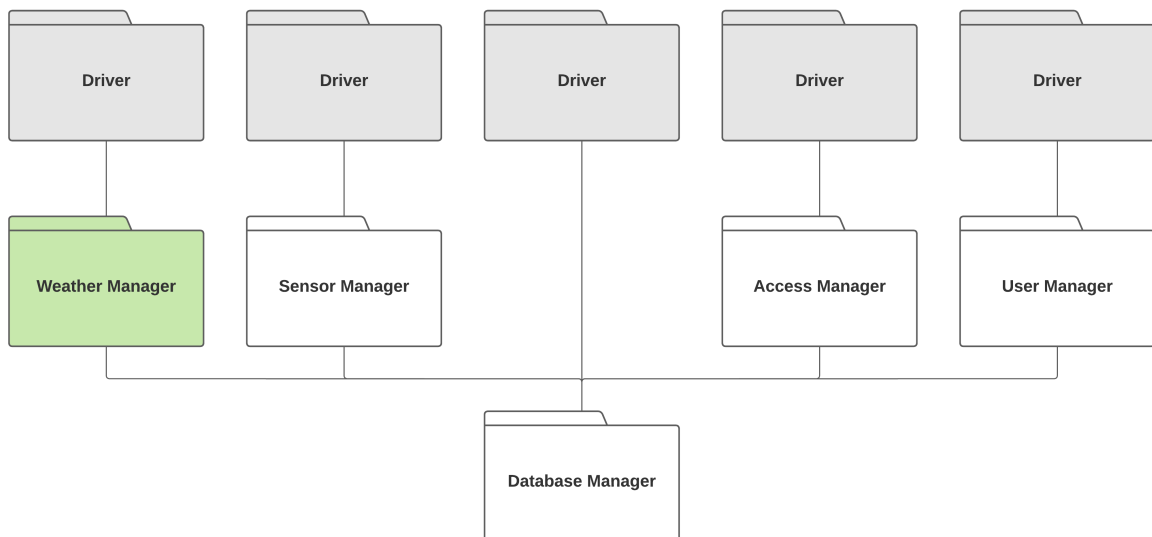 Driver
Driver
Driver
Driver
Driver
Weather Manager
Sensor Manager
Access Manager
User Manager
Database Manager